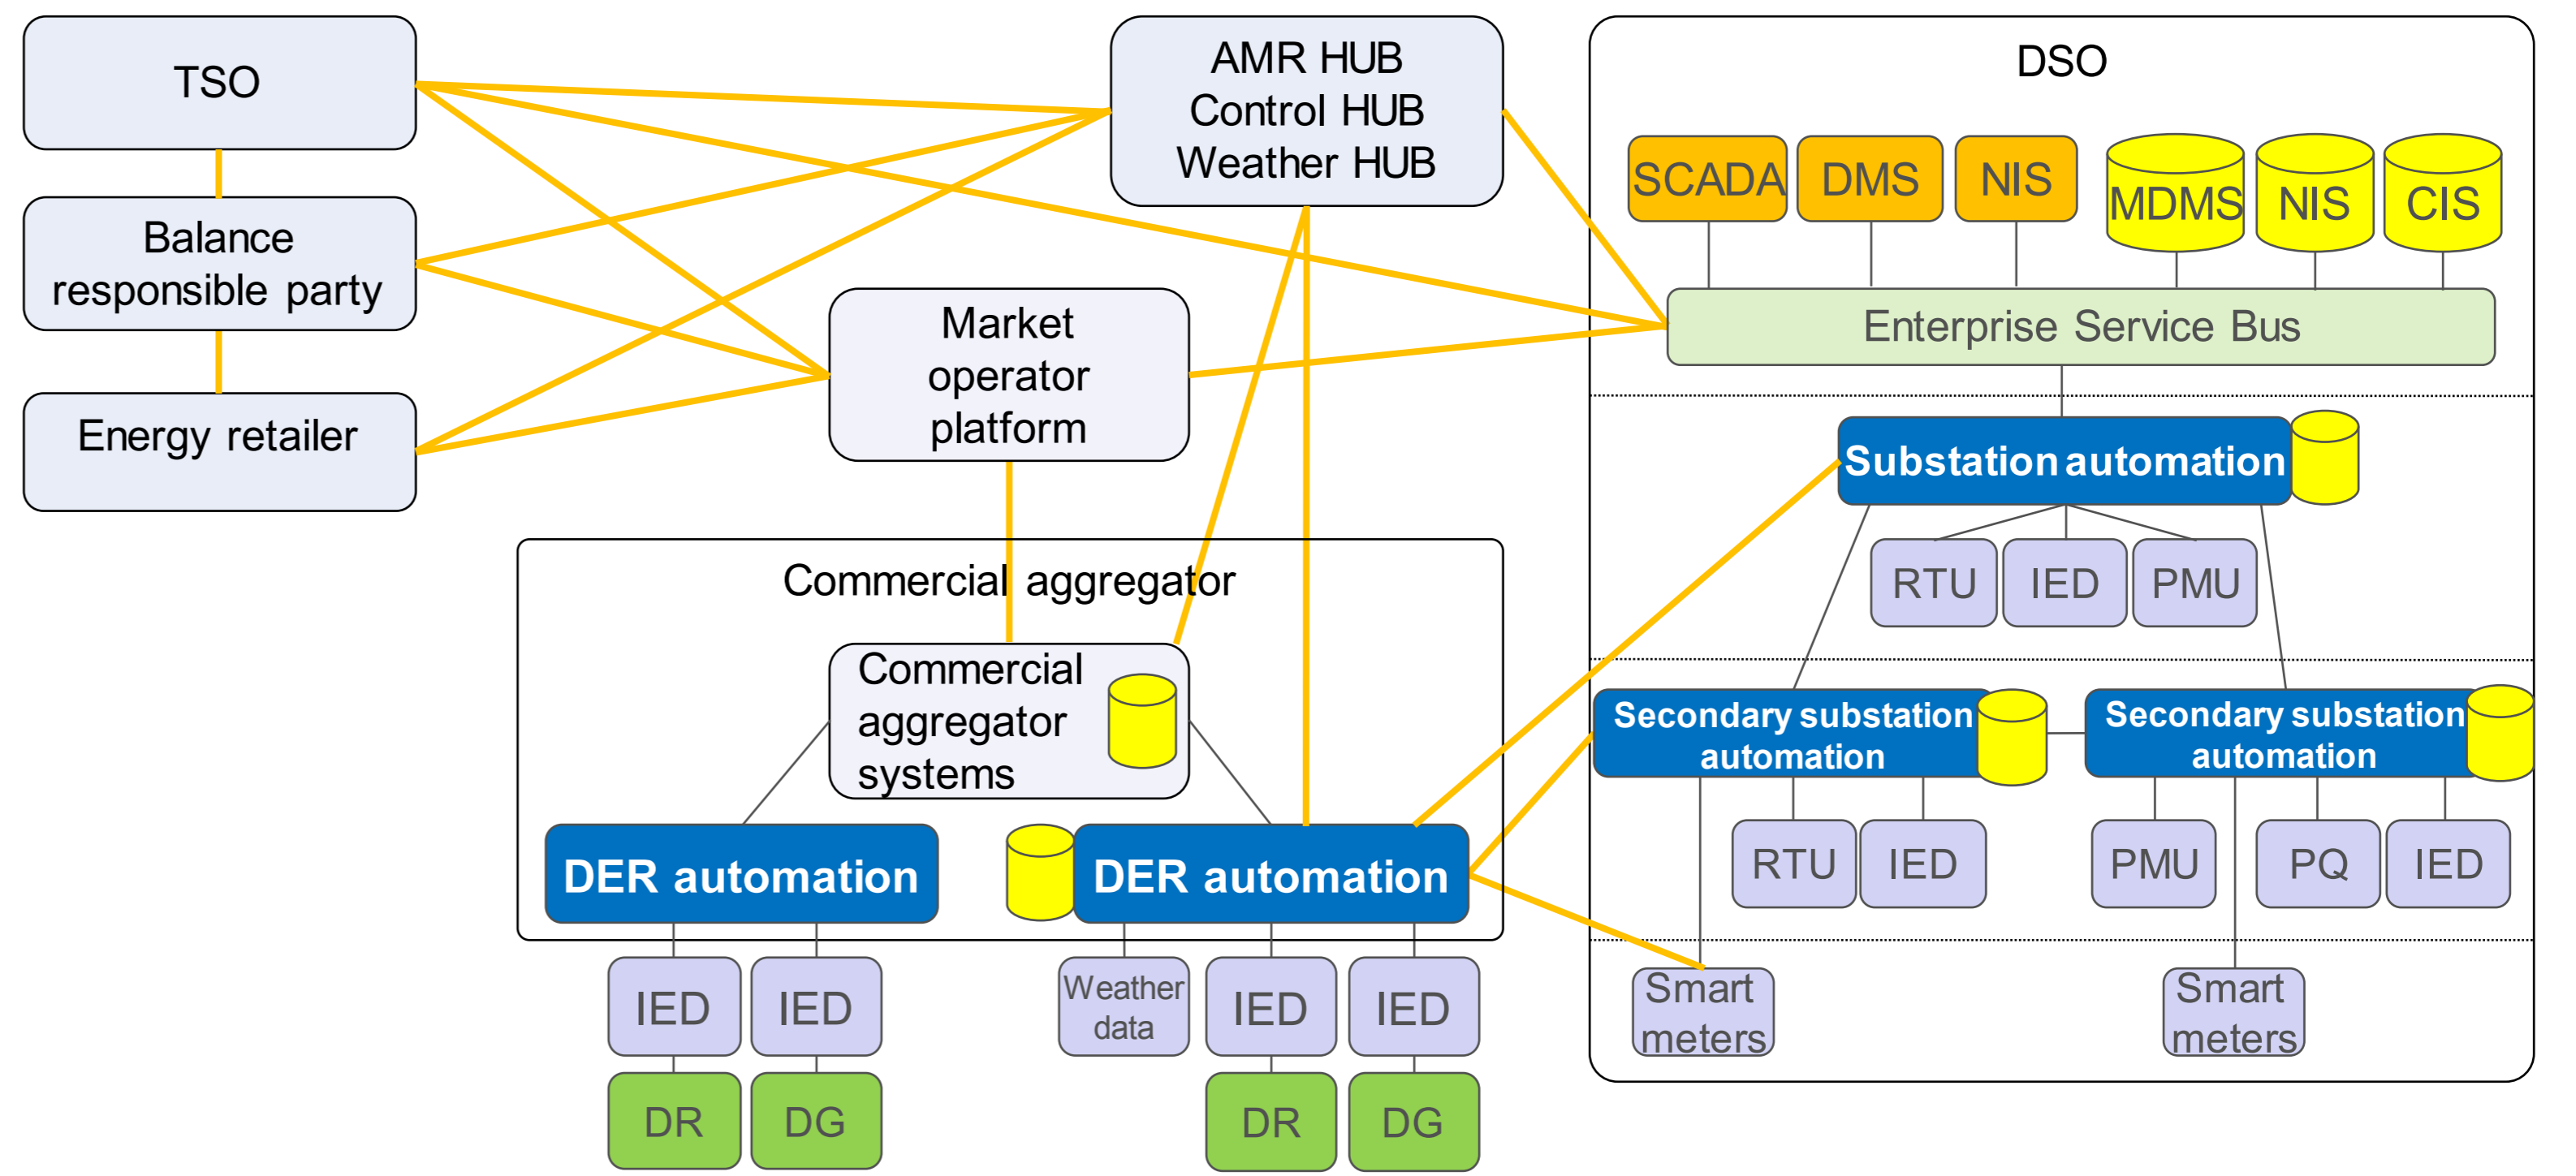 TSO
Balance
responsible party
Energy retailer
AMR HUB
Control HUB
Weather HUB
Market
operator
platform
Commercial aggregator
Commercial
aggregator
systems
DER automation
DER automation
IED
IED
Weather
data
IED
IED
DR
DG
DR
DG
DSO
SCADA
DMS
NIS
MDMS
NIS
CIS
Enterprise Service Bus
Substation automation
RTU
IED
PMU
Secondary substation
automation
Secondary substation
automation
RTU
IED
PMU
PQ
IED
Smart
meters
Smart
meters